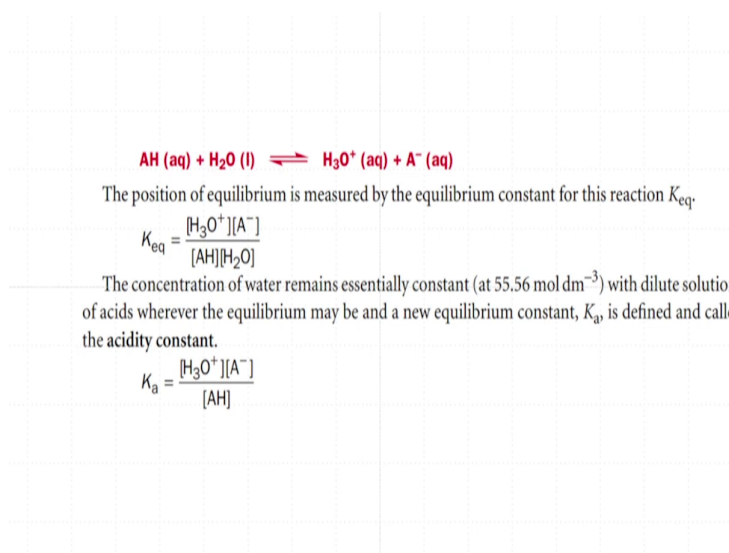 AH (aq) + H₂O (l) ⇌ H₃O⁺ (aq) + A⁻ (aq)
The position of equilibrium is measured by the equilibrium constant for this reaction Keq.
Keq = [H₃O⁺][A⁻] / [AH][H₂O]
The concentration of water remains essentially constant (at 55.56 mol dm⁻³) with dilute solutio
of acids wherever the equilibrium may be and a new equilibrium constant, Kₐ, is defined and call
the acidity constant.
Kₐ = [H₃O⁺][A⁻] / [AH]